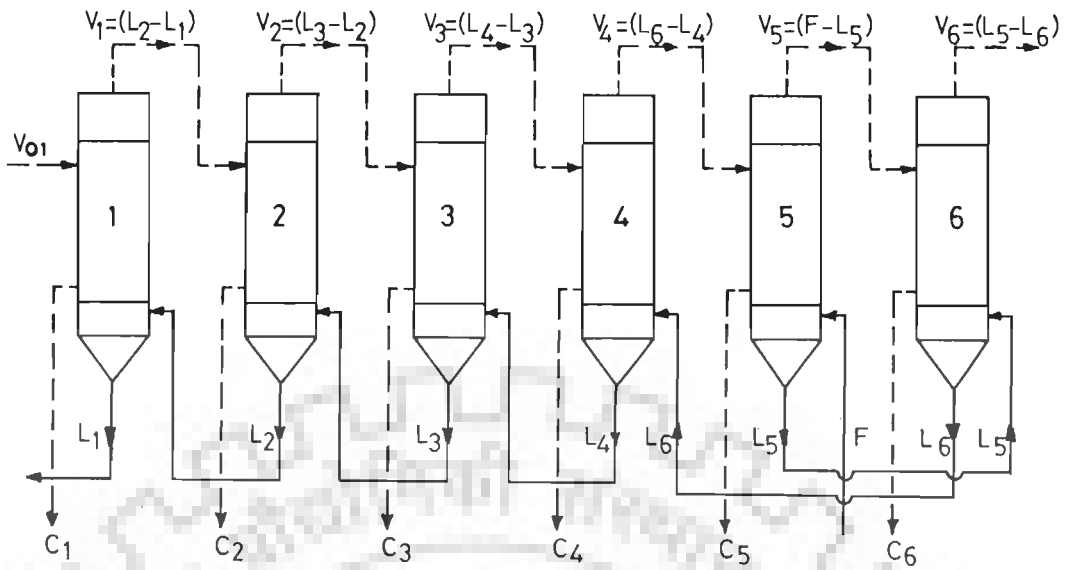 V₁=(L₂-L₁) V₂=(L₃-L₂) V₃=(L₄-L₃) V₄=(L₆-L₄) V₅=(F-L₅) V₆=(L₅-L₆)
V₀₁
1 2 3 4 5 6
L₁ L₂ L₃ L₄ L₆ L₅ F L₆ L₅
C₁ C₂ C₃ C₄ C₅ C₆